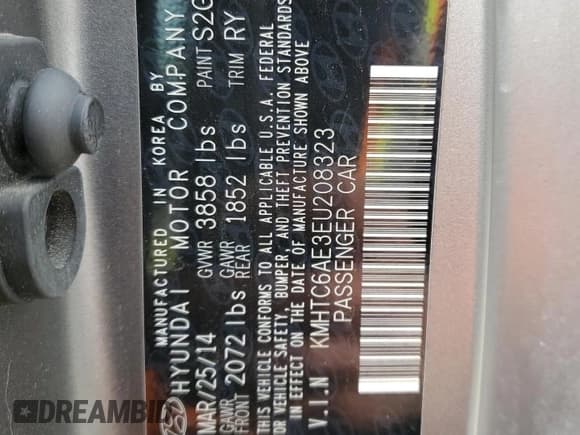 MANUFACTURED IN KOREA BY
HYUNDAI MOTOR COMPANY
MAR/25/14 GVWR 3858 lbs PAINT S2G
GAWR FRONT 2072 lbs GAWR REAR 1852 lbs TRIM RY
THIS VEHICLE CONFORMS TO ALL APPLICABLE U.S.A. FEDERAL
MOTOR VEHICLE SAFETY, BUMPER, AND THEFT PREVENTION STANDARDS
IN EFFECT ON THE DATE OF MANUFACTURE SHOWN ABOVE
V.I.N KMHTC6AE3EU208323
PASSENGER CAR
DREAMBID